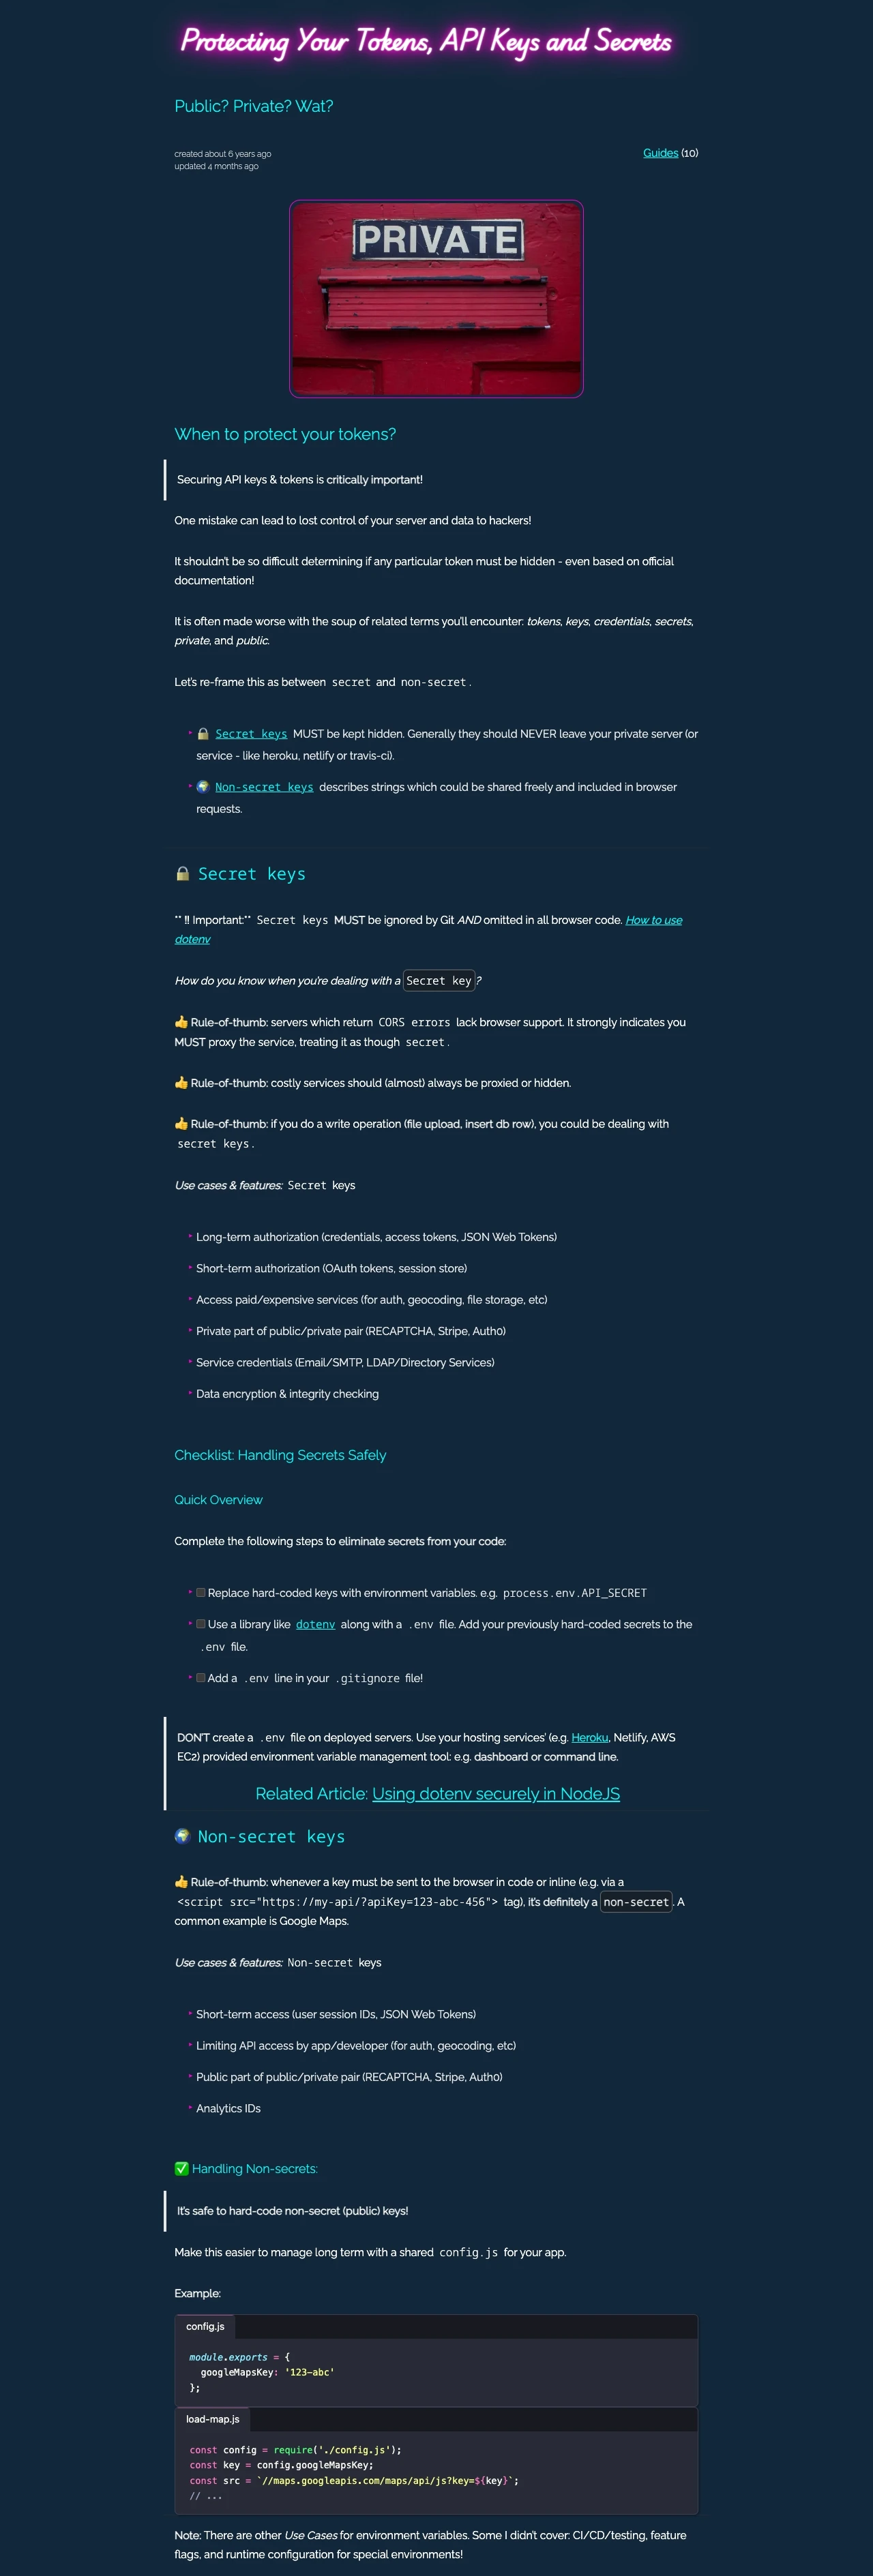 Protecting Your Tokens, API Keys and Secrets
Public? Private? Wat?
created about 6 years ago
updated 4 months ago
Guides (10)
PRIVATE
When to protect your tokens?
Securing API keys & tokens is critically important!
One mistake can lead to lost control of your server and data to hackers!
It shouldn't be so difficult determining if any particular token must be hidden - even based on official
documentation!
It is often made worse with the soup of related terms you'll encounter: tokens, keys, credentials, secrets,
private, and public.
Let's re-frame this as between secret and non-secret.
🔒 Secret keys MUST be kept hidden. Generally they should NEVER leave your private server (or
service - like heroku, netlify or travis-ci).
🌍 Non-secret keys describes strings which could be shared freely and included in browser
requests.
🔒 Secret keys
** ‼ Important:** Secret keys MUST be ignored by Git AND omitted in all browser code. How to use
dotenv
How do you know when you're dealing with a Secret key?
👍 Rule-of-thumb: servers which return CORS errors lack browser support. It strongly indicates you
MUST proxy the service, treating it as though secret.
👍 Rule-of-thumb: costly services should (almost) always be proxied or hidden.
👍 Rule-of-thumb: if you do a write operation (file upload, insert db row), you could be dealing with
secret keys.
Use cases & features: Secret keys
Long-term authorization (credentials, access tokens, JSON Web Tokens)
Short-term authorization (OAuth tokens, session store)
Access paid/expensive services (for auth, geocoding, file storage, etc)
Private part of public/private pair (RECAPTCHA, Stripe, Auth0)
Service credentials (Email/SMTP, LDAP/Directory Services)
Data encryption & integrity checking
Checklist: Handling Secrets Safely
Quick Overview
Complete the following steps to eliminate secrets from your code:
Replace hard-coded keys with environment variables. e.g. process.env.API_SECRET
Use a library like dotenv along with a .env file. Add your previously hard-coded secrets to the
.env file.
Add a .env line in your .gitignore file!
DON'T create a .env file on deployed servers. Use your hosting services' (e.g. Heroku, Netlify, AWS
EC2) provided environment variable management tool: e.g. dashboard or command line.
Related Article: Using dotenv securely in NodeJS
🌍 Non-secret keys
👍 Rule-of-thumb: whenever a key must be sent to the browser in code or inline (e.g. via a
<script src="https://my-api/?apiKey=123-abc-456"> tag), it's definitely a non-secret. A
common example is Google Maps.
Use cases & features: Non-secret keys
Short-term access (user session IDs, JSON Web Tokens)
Limiting API access by app/developer (for auth, geocoding, etc)
Public part of public/private pair (RECAPTCHA, Stripe, Auth0)
Analytics IDs
✅ Handling Non-secrets:
It's safe to hard-code non-secret (public) keys!
Make this easier to manage long term with a shared config.js for your app.
Example:
config.js
module.exports = {
googleMapsKey: '123-abc'
};
load-map.js
const config = require('./config.js');
const key = config.googleMapsKey;
const src = `//maps.googleapis.com/maps/api/js?key=${key}`;
// ...
Note: There are other Use Cases for environment variables. Some I didn't cover: CI/CD/testing, feature
flags, and runtime configuration for special environments!